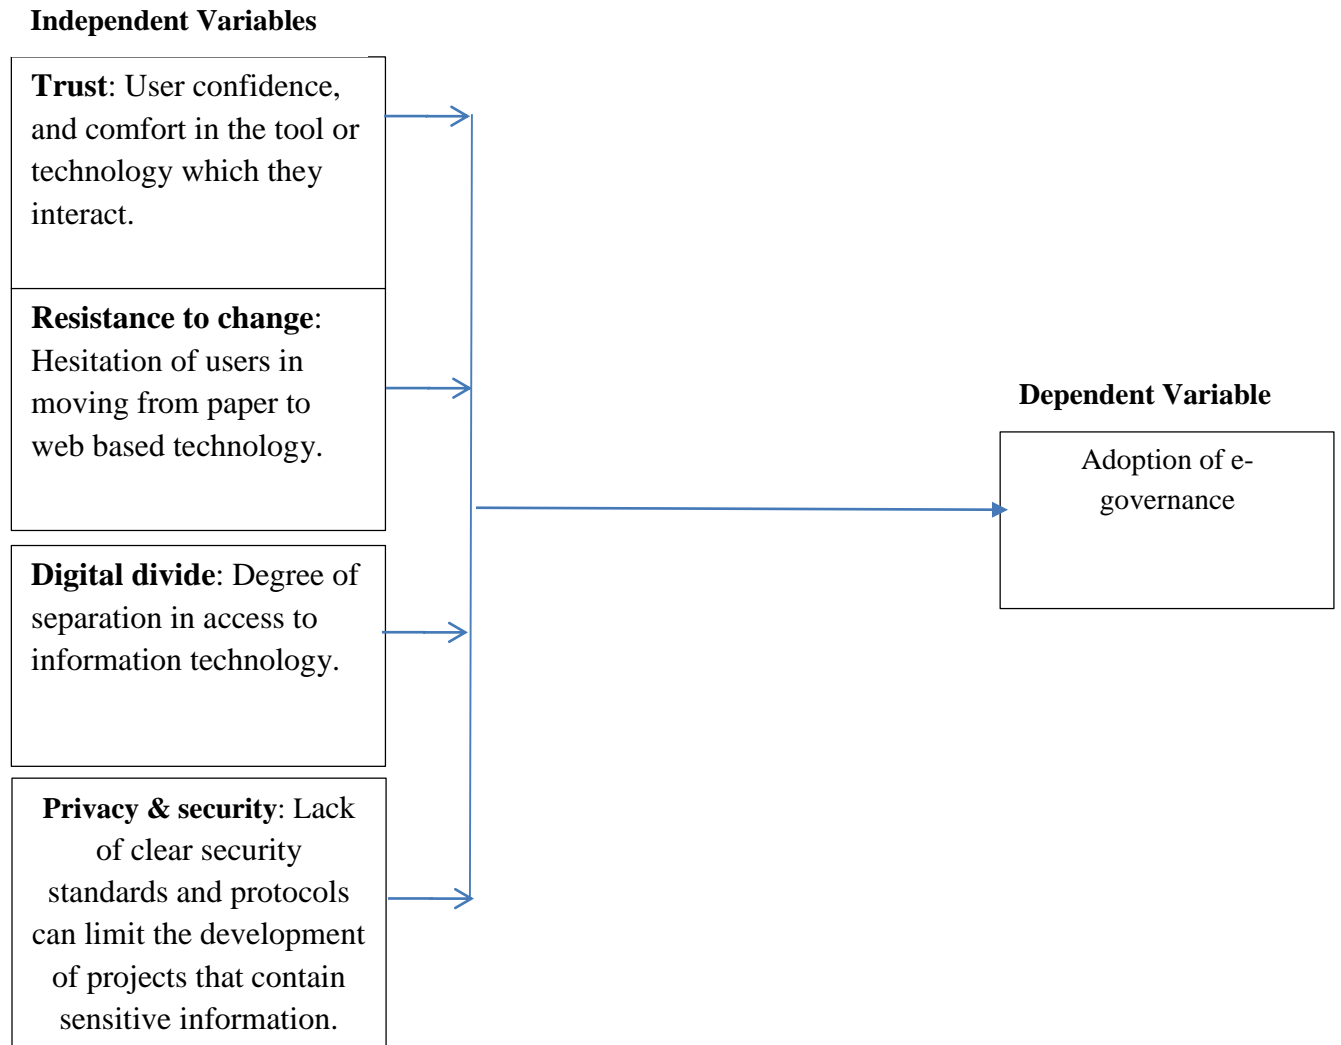 Independent Variables
Trust: User confidence,
and comfort in the tool or
technology which they
interact.
Resistance to change:
Hesitation of users in
moving from paper to
web based technology.
Digital divide: Degree of
separation in access to
information technology.
Privacy & security: Lack
of clear security
standards and protocols
can limit the development
of projects that contain
sensitive information.
Dependent Variable
Adoption of e-
governance